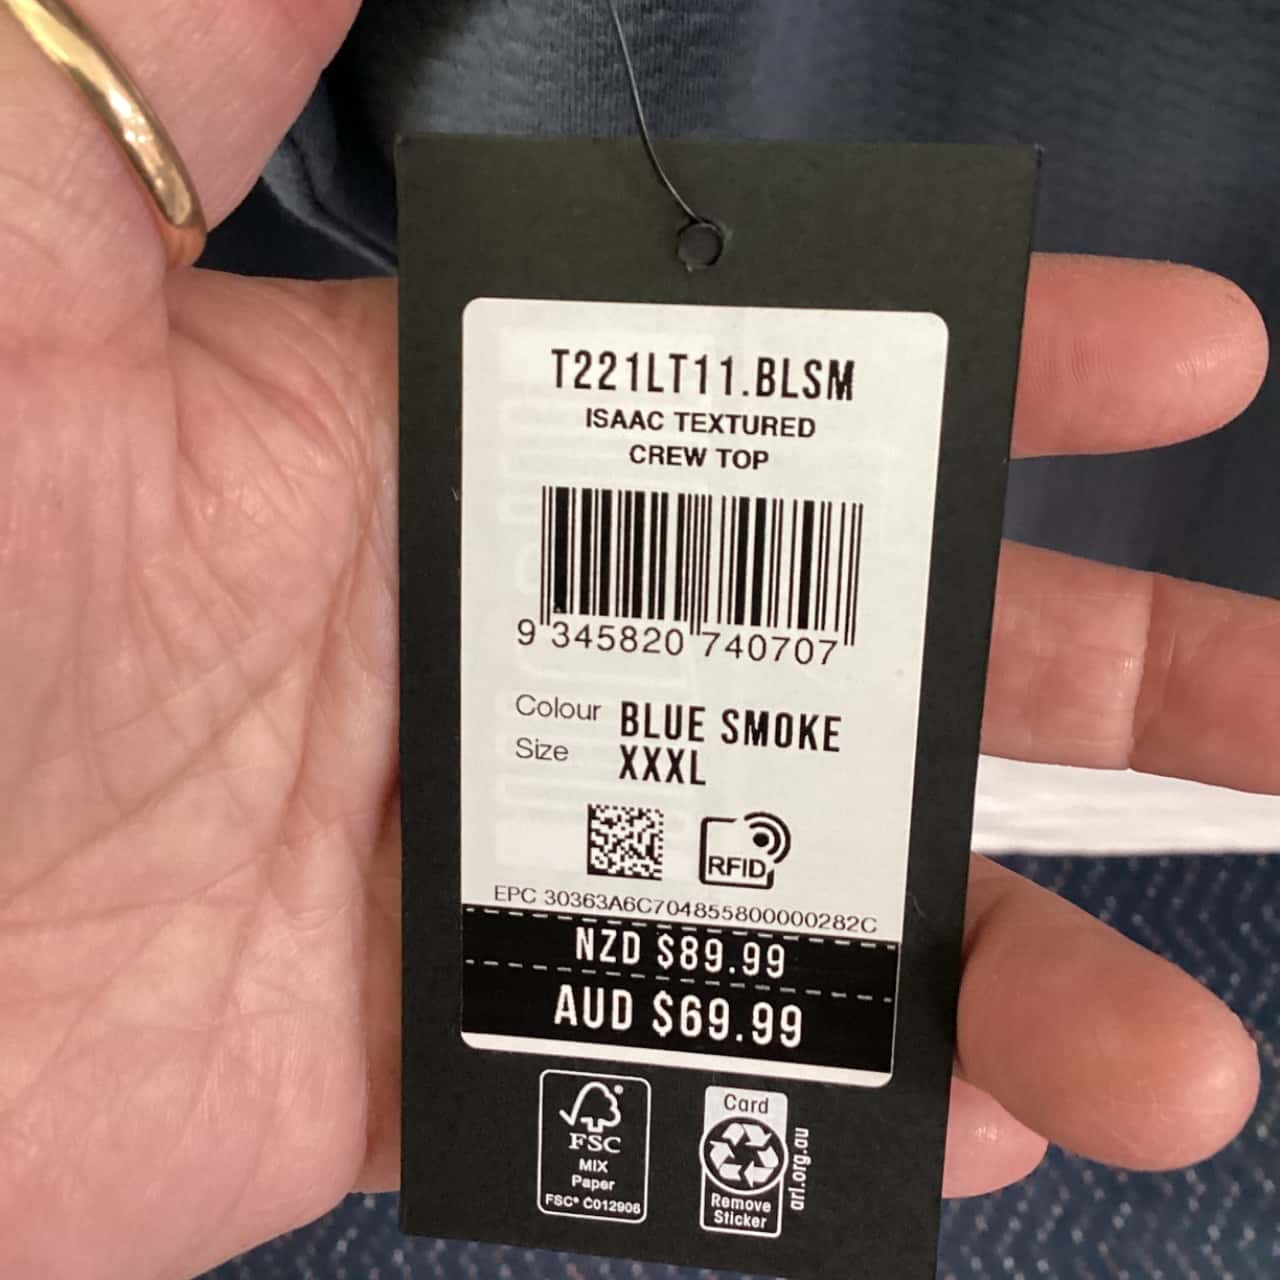 T221LT11.BLSM
ISAAC TEXTURED
CREW TOP
9 345820 740707
Colour BLUE SMOKE
Size XXXL
RFID
EPC 30363A6C704855800000282C
NZD $89.99
AUD $69.99
FSC
MIX
Paper
FSC® C012906
Card
arl.org.au
Remove
Sticker